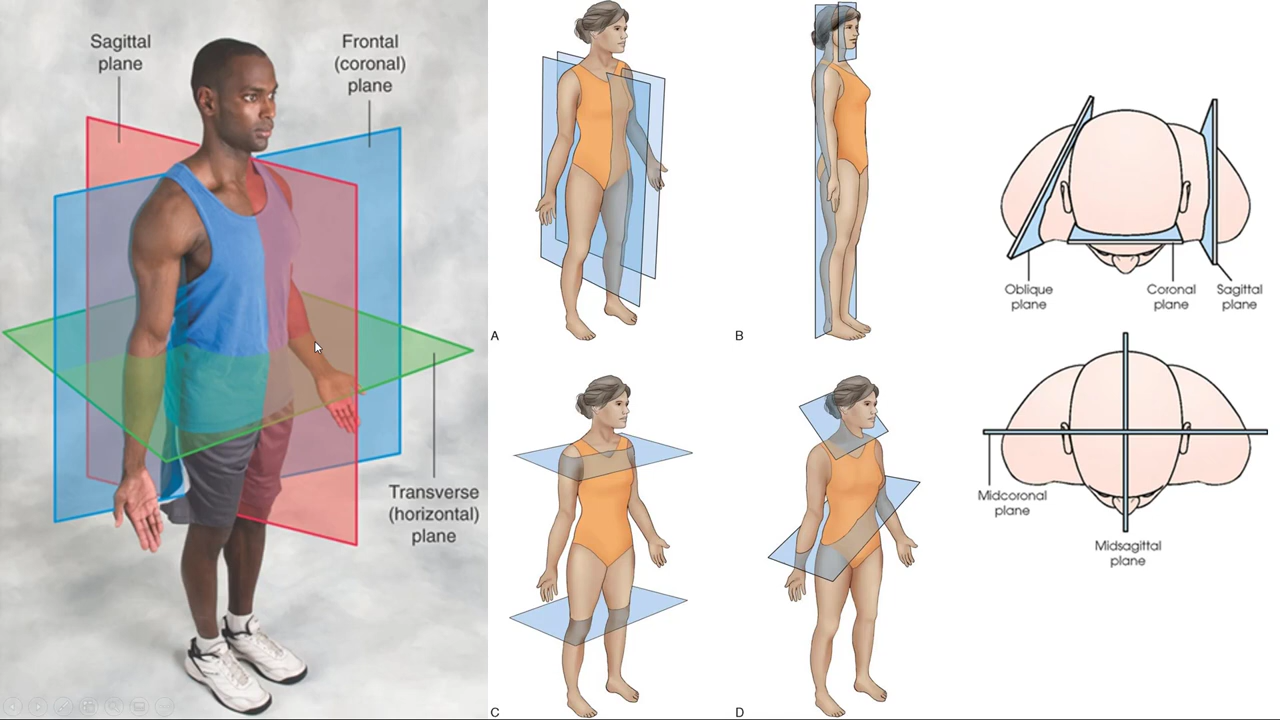 Sagittal
plane
Frontal
(coronal)
plane
Transverse
(horizontal)
plane
A
B
C
D
Oblique
plane
Coronal
plane
Sagittal
plane
Midcoronal
plane
Midsagittal
plane